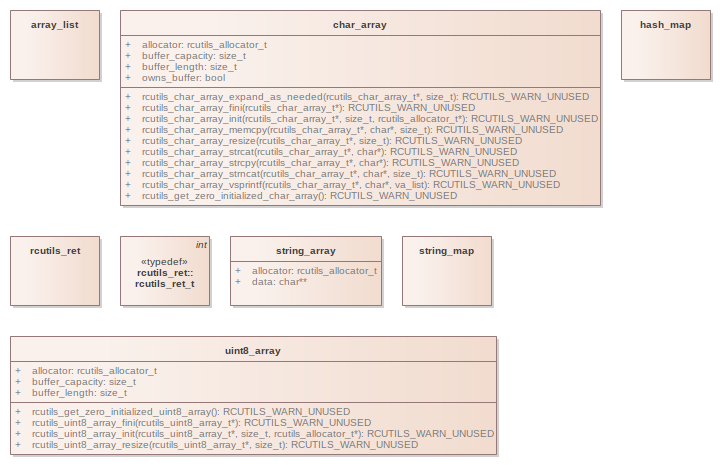 array_list
char_array
+ allocator: rcutils_allocator_t
+ buffer_capacity: size_t
+ buffer_length: size_t
+ owns_buffer: bool
+ rcutils_char_array_expand_as_needed(rcutils_char_array_t*, size_t): RCUTILS_WARN_UNUSED
+ rcutils_char_array_fini(rcutils_char_array_t*): RCUTILS_WARN_UNUSED
+ rcutils_char_array_init(rcutils_char_array_t*, size_t, rcutils_allocator_t*): RCUTILS_WARN_UNUSED
+ rcutils_char_array_memcpy(rcutils_char_array_t*, char*, size_t): RCUTILS_WARN_UNUSED
+ rcutils_char_array_resize(rcutils_char_array_t*, size_t): RCUTILS_WARN_UNUSED
+ rcutils_char_array_strcat(rcutils_char_array_t*, char*): RCUTILS_WARN_UNUSED
+ rcutils_char_array_strcpy(rcutils_char_array_t*, char*): RCUTILS_WARN_UNUSED
+ rcutils_char_array_strncat(rcutils_char_array_t*, char*, size_t): RCUTILS_WARN_UNUSED
+ rcutils_char_array_vsprintf(rcutils_char_array_t*, char*, va_list): RCUTILS_WARN_UNUSED
+ rcutils_get_zero_initialized_char_array(): RCUTILS_WARN_UNUSED
hash_map
rcutils_ret
int
«typedef»
rcutils_ret::
rcutils_ret_t
string_array
+ allocator: rcutils_allocator_t
+ data: char**
string_map
uint8_array
+ allocator: rcutils_allocator_t
+ buffer_capacity: size_t
+ buffer_length: size_t
+ rcutils_get_zero_initialized_uint8_array(): RCUTILS_WARN_UNUSED
+ rcutils_uint8_array_fini(rcutils_uint8_array_t*): RCUTILS_WARN_UNUSED
+ rcutils_uint8_array_init(rcutils_uint8_array_t*, size_t, rcutils_allocator_t*): RCUTILS_WARN_UNUSED
+ rcutils_uint8_array_resize(rcutils_uint8_array_t*, size_t): RCUTILS_WARN_UNUSED